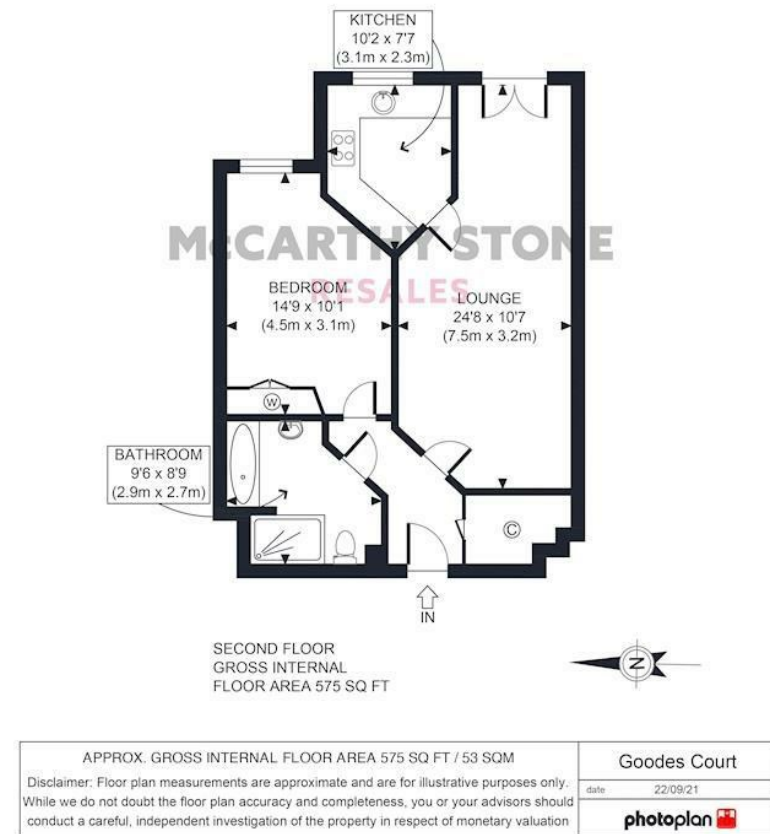 KITCHEN
10'2 x 7'7
(3.1m x 2.3m)
McCARTHY STONE
RESALES
BEDROOM
14'9 x 10'1
(4.5m x 3.1m)
LOUNGE
24'8 x 10'7
(7.5m x 3.2m)
W
BATHROOM
9'6 x 8'9
(2.9m x 2.7m)
C
IN
SECOND FLOOR
GROSS INTERNAL
FLOOR AREA 575 SQ FT
N
APPROX. GROSS INTERNAL FLOOR AREA 575 SQ FT / 53 SQM
Disclaimer: Floor plan measurements are approximate and are for illustrative purposes only.
While we do not doubt the floor plan accuracy and completeness, you or your advisors should
conduct a careful, independent investigation of the property in respect of monetary valuation
Goodes Court
date 22/09/21
photoplan